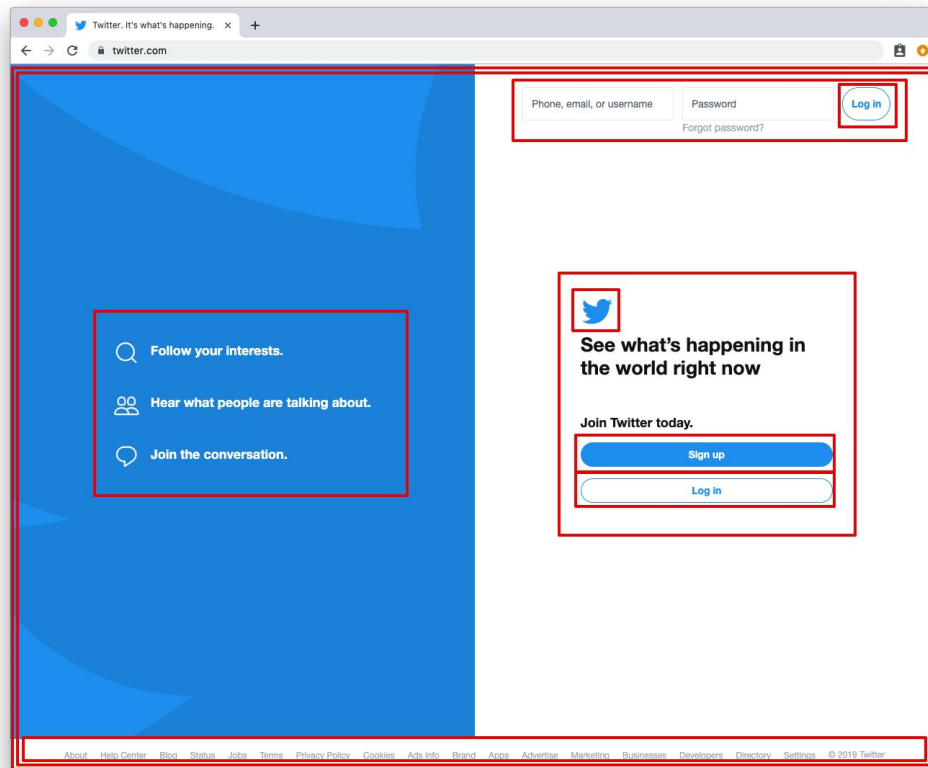 Twitter. It's what's happening.
twitter.com
Phone, email, or username Password Log in
Forgot password?
Follow your interests.
Hear what people are talking about.
Join the conversation.
See what's happening in
the world right now
Join Twitter today.
Sign up
Log in
About Help Center Blog Status Jobs Terms Privacy Policy Cookies Ads info Brand Apps Advertise Marketing Businesses Developers Directory Settings © 2019 Twitter